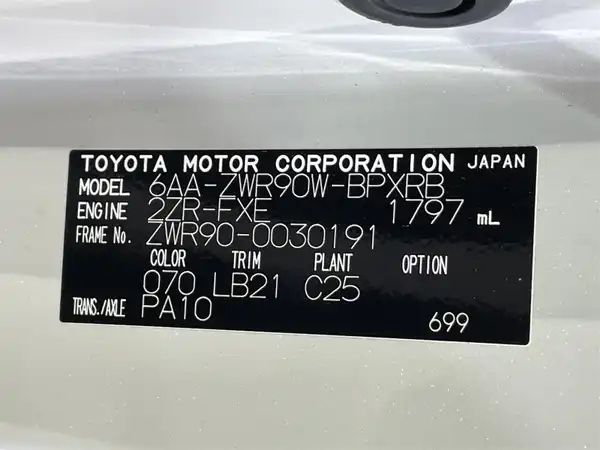 TOYOTA MOTOR CORPORATION JAPAN
MODEL 6AA-ZWR90W-BPXRB
ENGINE 2ZR-FXE 1797 mL
FRAME No. ZWR90-0030191
COLOR TRIM PLANT OPTION
070 LB21 C25
TRANS./AXLE PA10
699